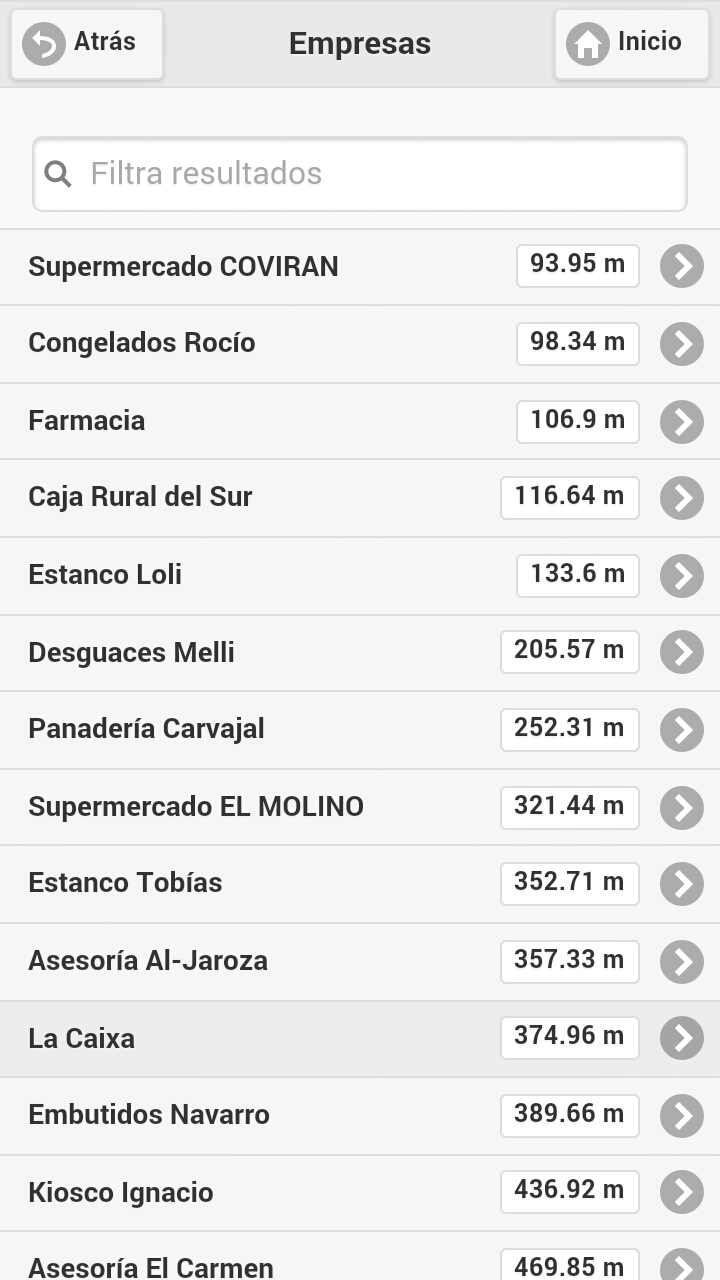 Atrás
Empresas
Inicio
Filtra resultados
Supermercado COVIRAN 93.95 m
Congelados Rocío 98.34 m
Farmacia 106.9 m
Caja Rural del Sur 116.64 m
Estanco Loli 133.6 m
Desguaces Melli 205.57 m
Panadería Carvajal 252.31 m
Supermercado EL MOLINO 321.44 m
Estanco Tobías 352.71 m
Asesoría Al-Jaroza 357.33 m
La Caixa 374.96 m
Embutidos Navarro 389.66 m
Kiosco Ignacio 436.92 m
Asesoría El Carmen 469.85 m